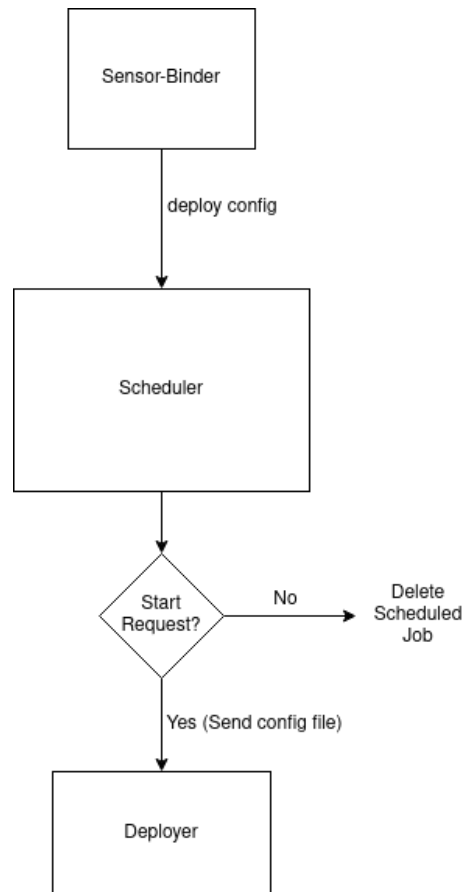 Sensor-Binder
deploy config
Scheduler
Start
Request?
No
Delete
Scheduled
Job
Yes (Send config file)
Deployer